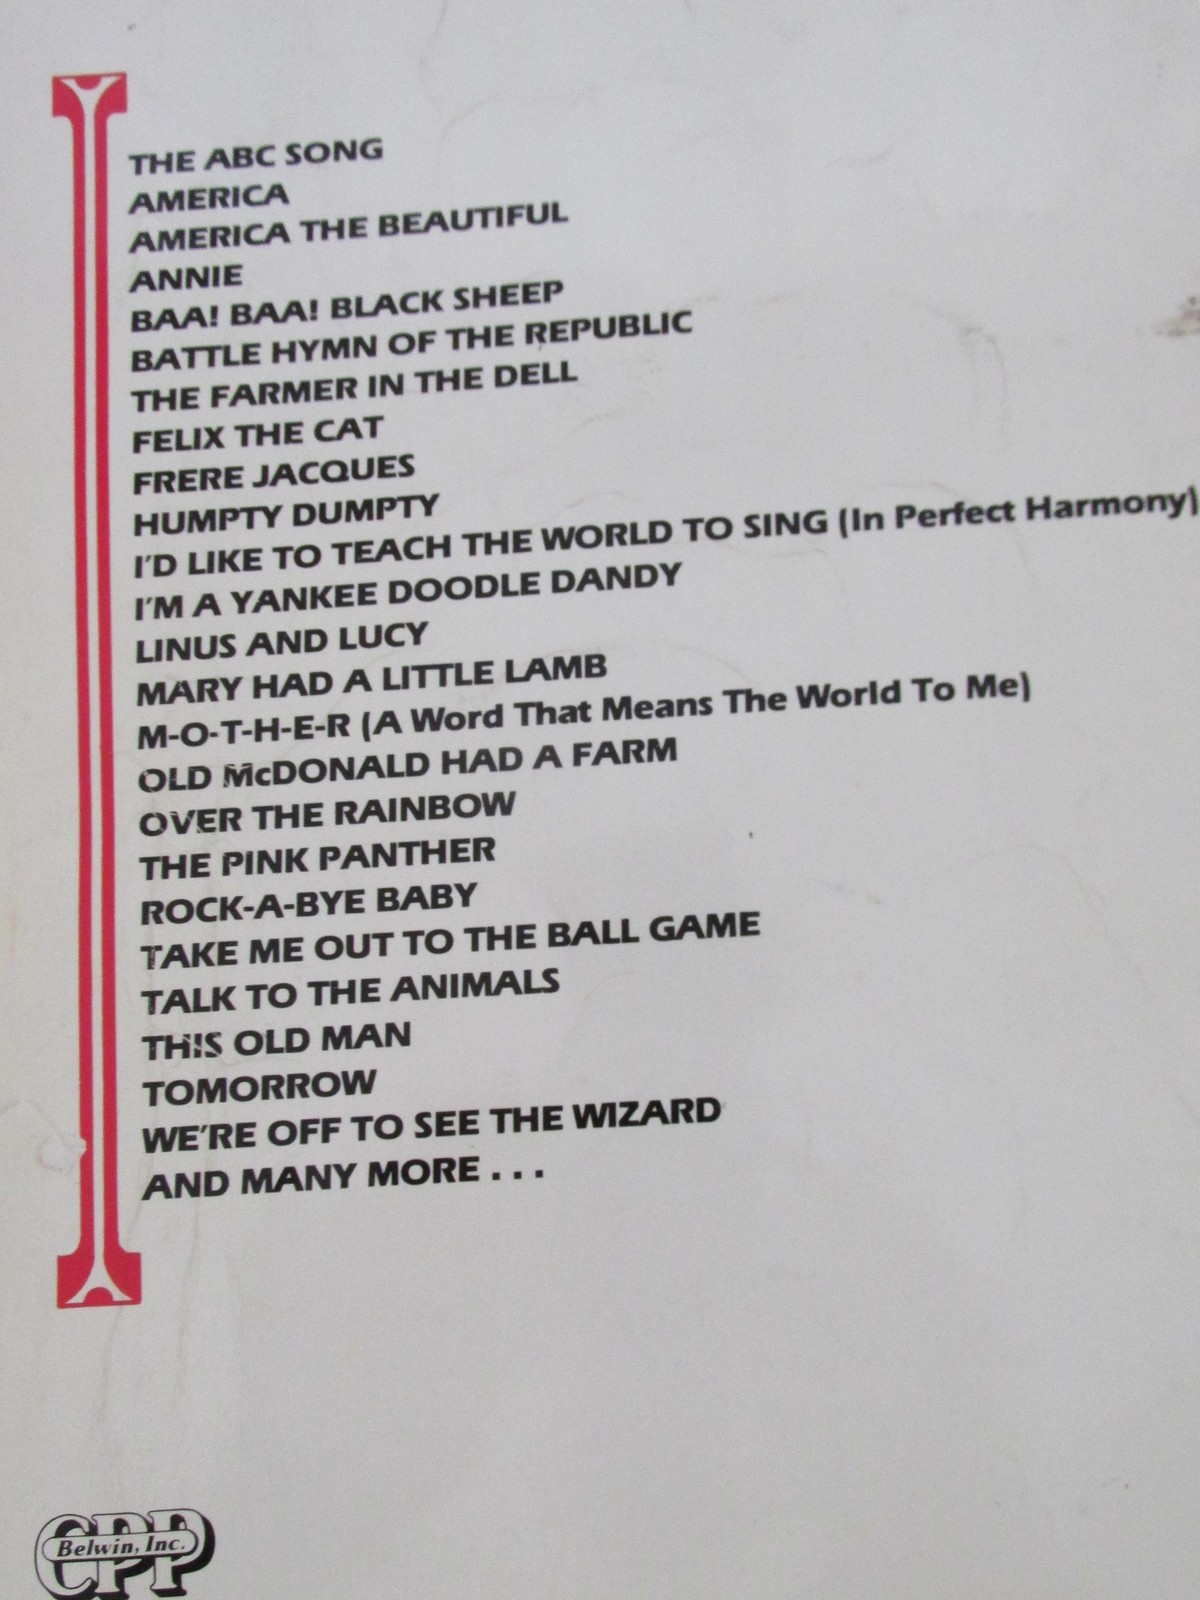 THE ABC SONG
AMERICA
AMERICA THE BEAUTIFUL
ANNIE
BAA! BAA! BLACK SHEEP
BATTLE HYMN OF THE REPUBLIC
THE FARMER IN THE DELL
FELIX THE CAT
FRERE JACQUES
HUMPTY DUMPTY
I'D LIKE TO TEACH THE WORLD TO SING (In Perfect Harmony)
I'M A YANKEE DOODLE DANDY
LINUS AND LUCY
MARY HAD A LITTLE LAMB
M-O-T-H-E-R (A Word That Means The World To Me)
OLD McDONALD HAD A FARM
OVER THE RAINBOW
THE PINK PANTHER
ROCK-A-BYE BABY
TAKE ME OUT TO THE BALL GAME
TALK TO THE ANIMALS
THIS OLD MAN
TOMORROW
WE'RE OFF TO SEE THE WIZARD
AND MANY MORE . . .
CPP
Belwin, Inc.